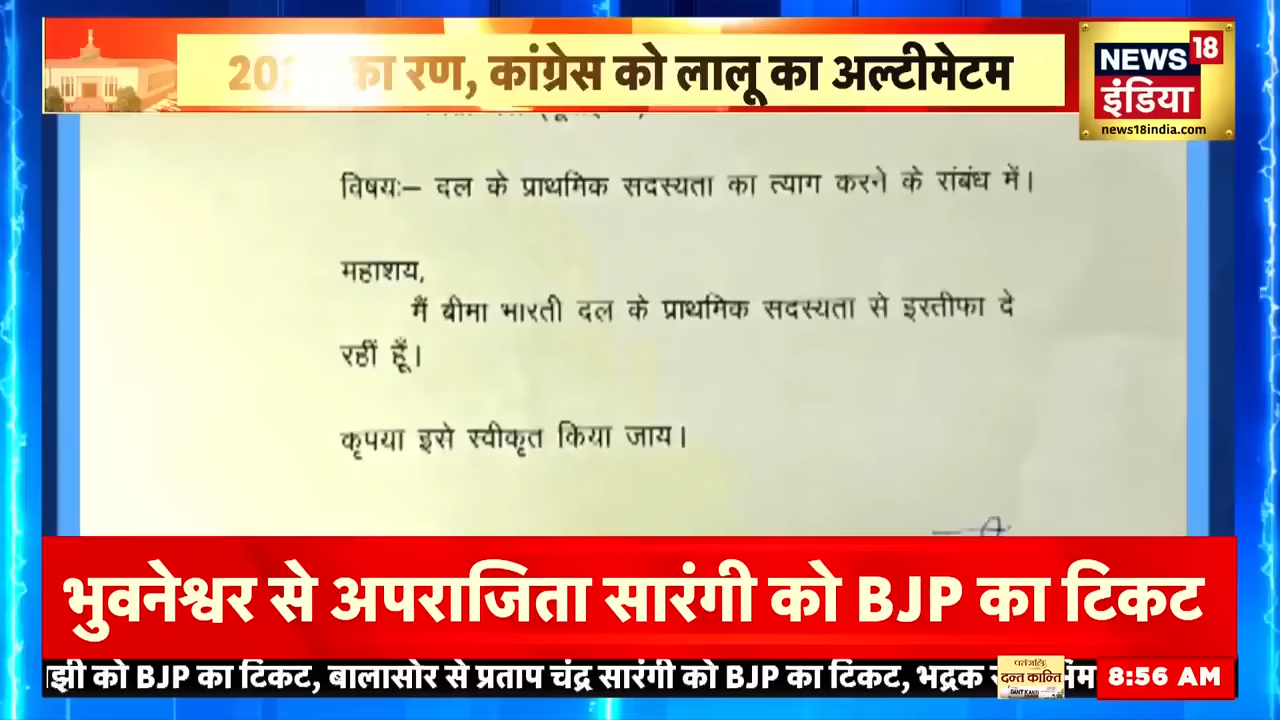 का रण, कांग्रेस को लालू का अल्टीमेटम
NEWS 18
इंडिया
news18india.com
विषयः– दल के प्राथमिक सदस्यता का त्याग करने के संबंध में।
महाशय,
मैं बीमा भारती दल के प्राथमिक सदस्यता से इस्तीफा दे
रहीं हूँ।
कृपया इसे स्वीकृत किया जाय।
भुवनेश्वर से अपराजिता सारंगी को BJP का टिकट
को BJP का टिकट, बालासोर से प्रताप चंद्र सारंगी को BJP का टिकट, भद्रक
पतंजलि
दन्त कान्ति
DANT KANTI
8:56 AM